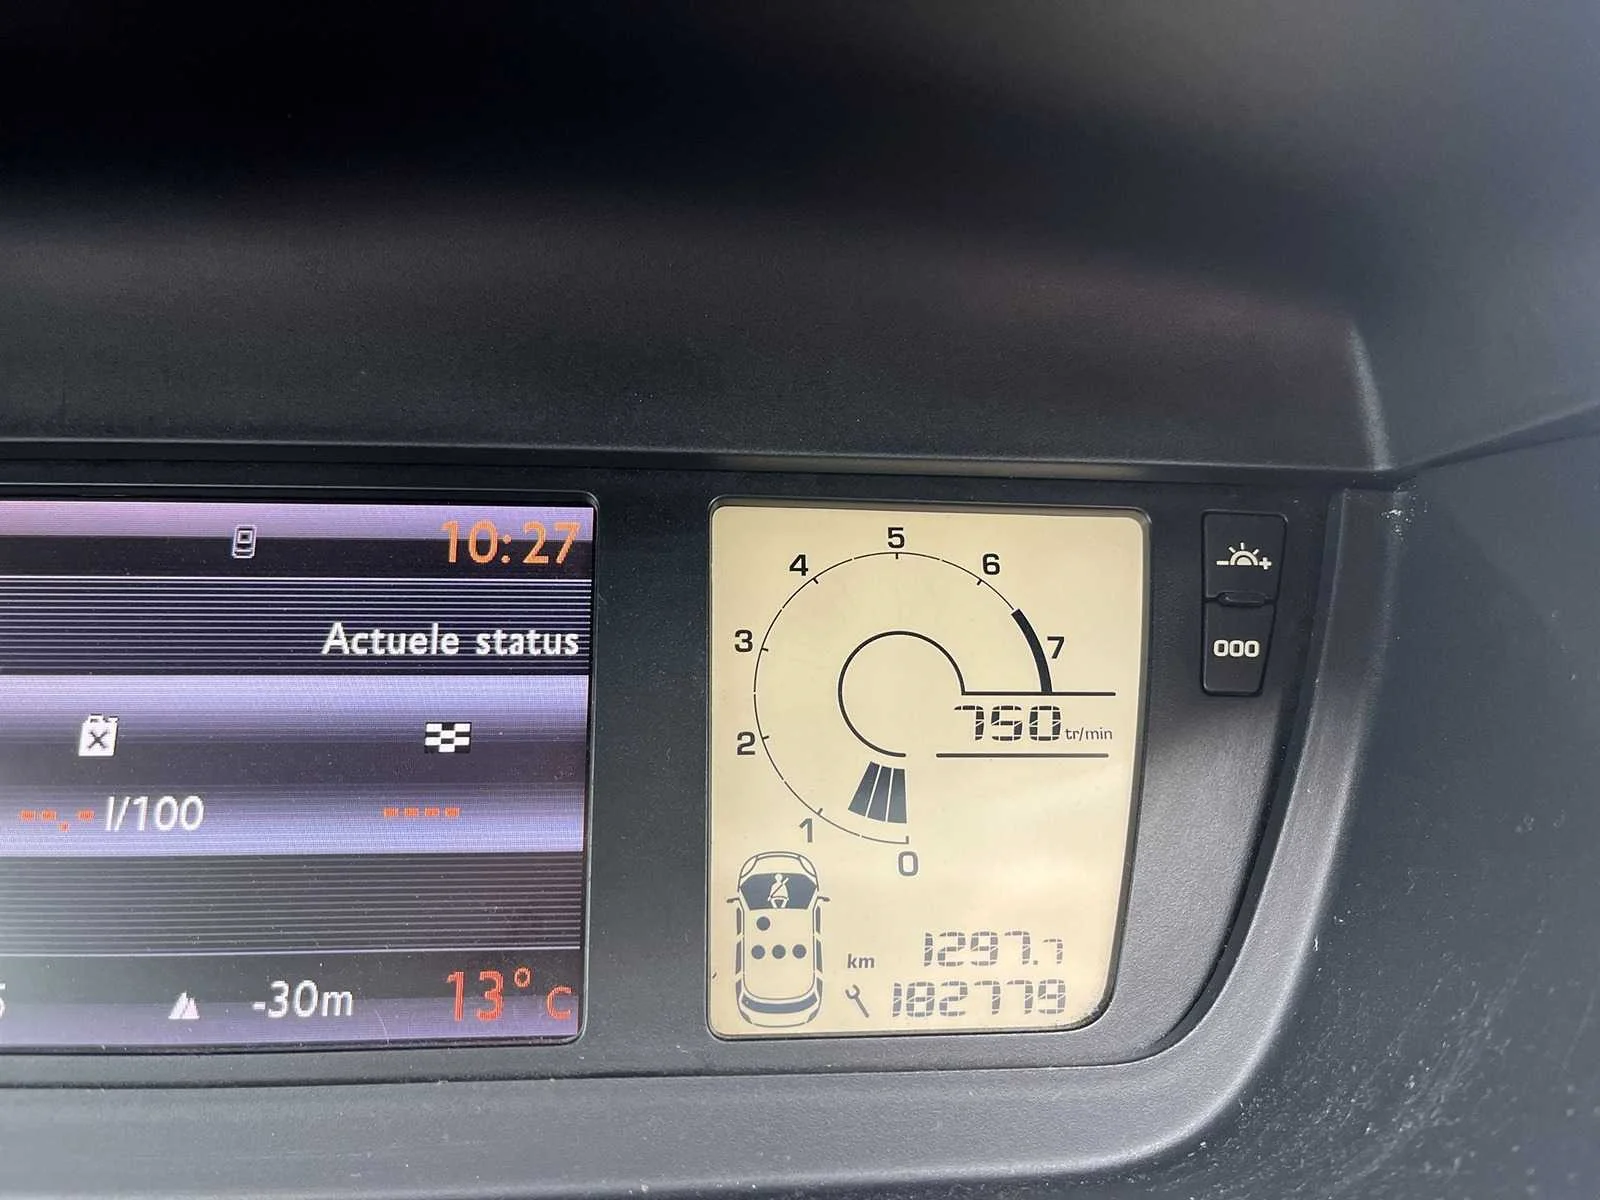 10:27
Actuele status
--.- l/100
----
-30m
13° C
5
4
6
3
7
750 tr/min
2
1
0
km 1297.7
182779
000